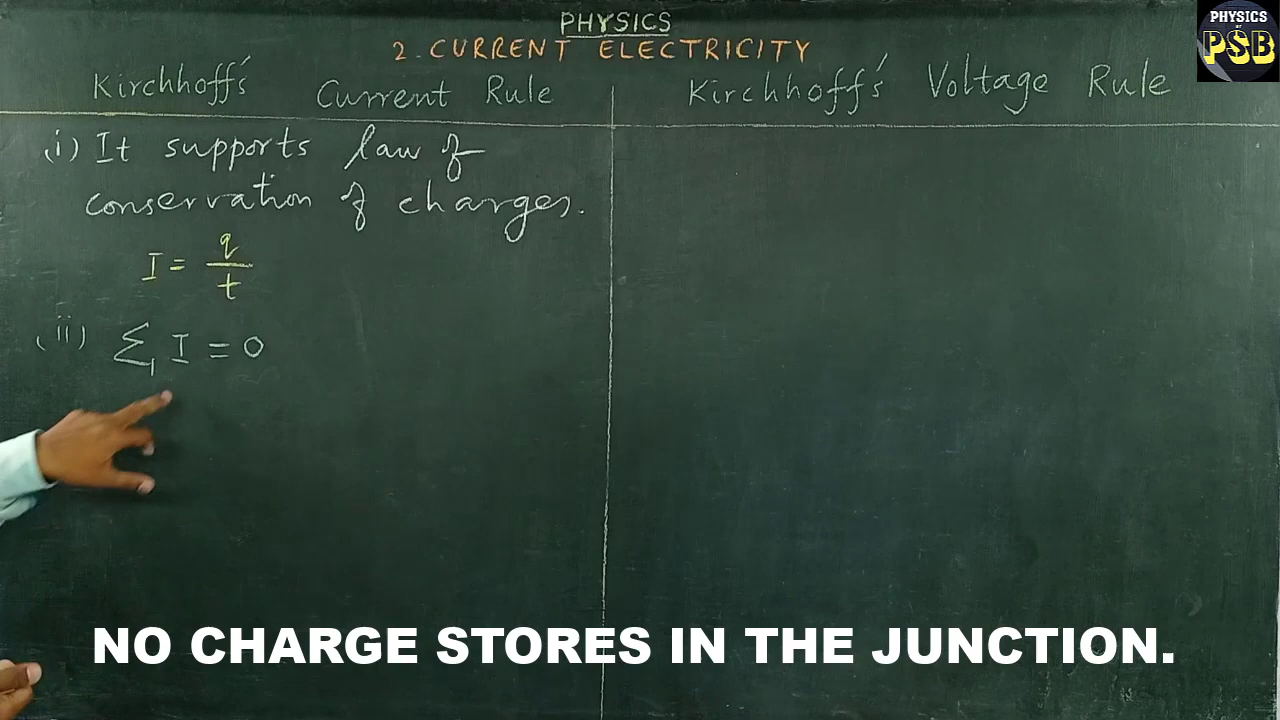 PHYSICS
2. CURRENT ELECTRICITY
Kirchhoff's Current Rule
Kirchhoff's Voltage Rule
(i) It supports law of
conservation of charges.
I = q/t
(ii) Σ I = 0
NO CHARGE STORES IN THE JUNCTION.
PHYSICS
PSB